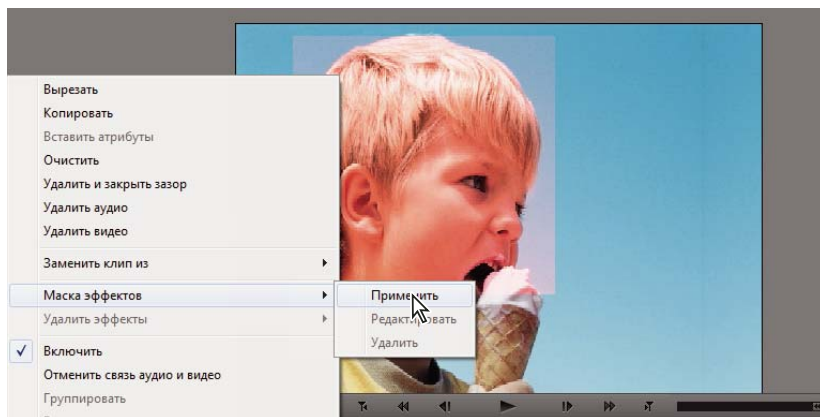 Вырезать
Копировать
Вставить атрибуты
Очистить
Удалить и закрыть зазор
Удалить аудио
Удалить видео
Заменить клип из
Маска эффектов
Применить
Удалить эффекты
Редактировать
Удалить
Включить
Отменить связь аудио и видео
Группировать